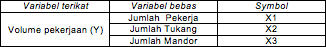 Variabel terikat Variabel bebas Symbol
Jumlah Pekerja X1
Volume pekerjaan (Y) Jumlah Tukang X2
Jumlah Mandor X3